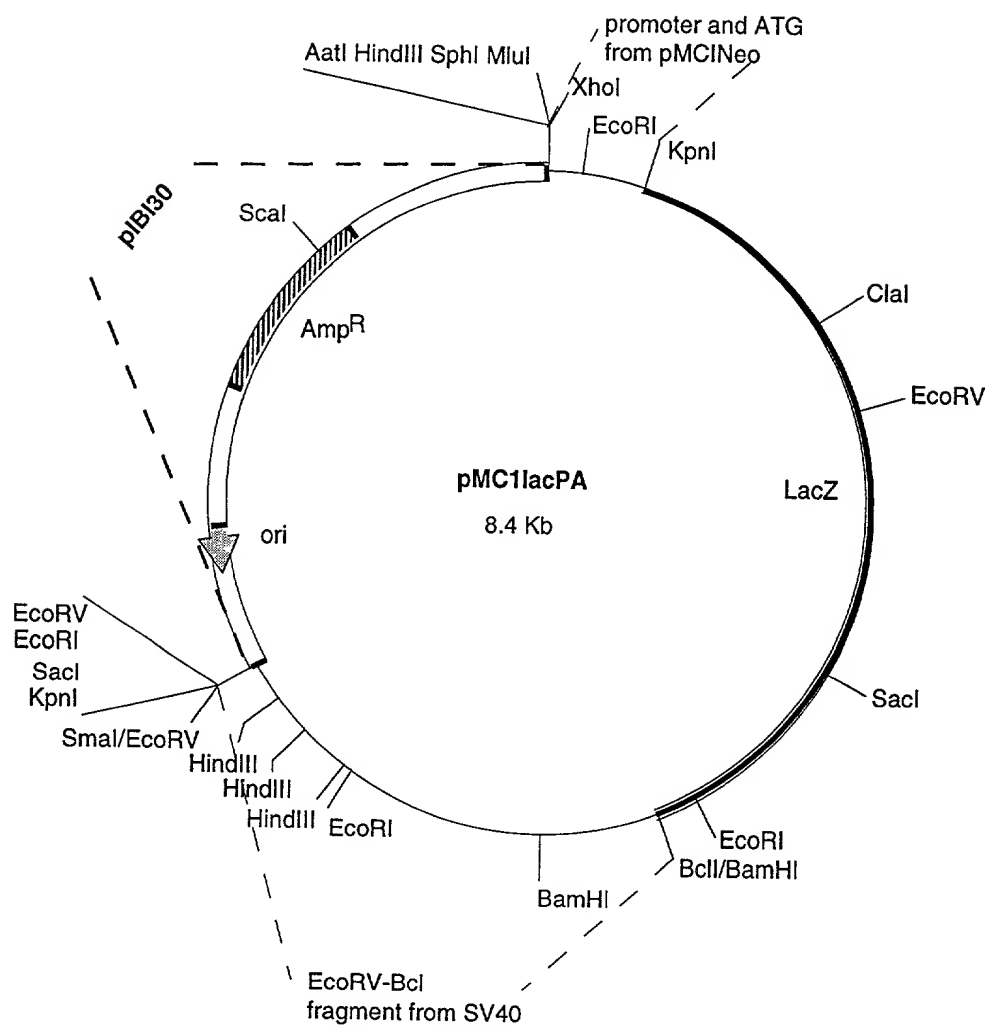 promoter and ATG
from pMCINeo
AatI HindIII SphI MluI
XhoI
EcoRI
KpnI
pIBI30
ScaI
AmpR
ClaI
EcoRV
pMC1lacPA
8.4 Kb
LacZ
ori
EcoRV
EcoRI
SacI
KpnI
SmaI/EcoRV
HindIII
HindIII
HindIII
EcoRI
SacI
EcoRI
BclI/BamHI
BamHI
EcoRV-Bcl
fragment from SV40